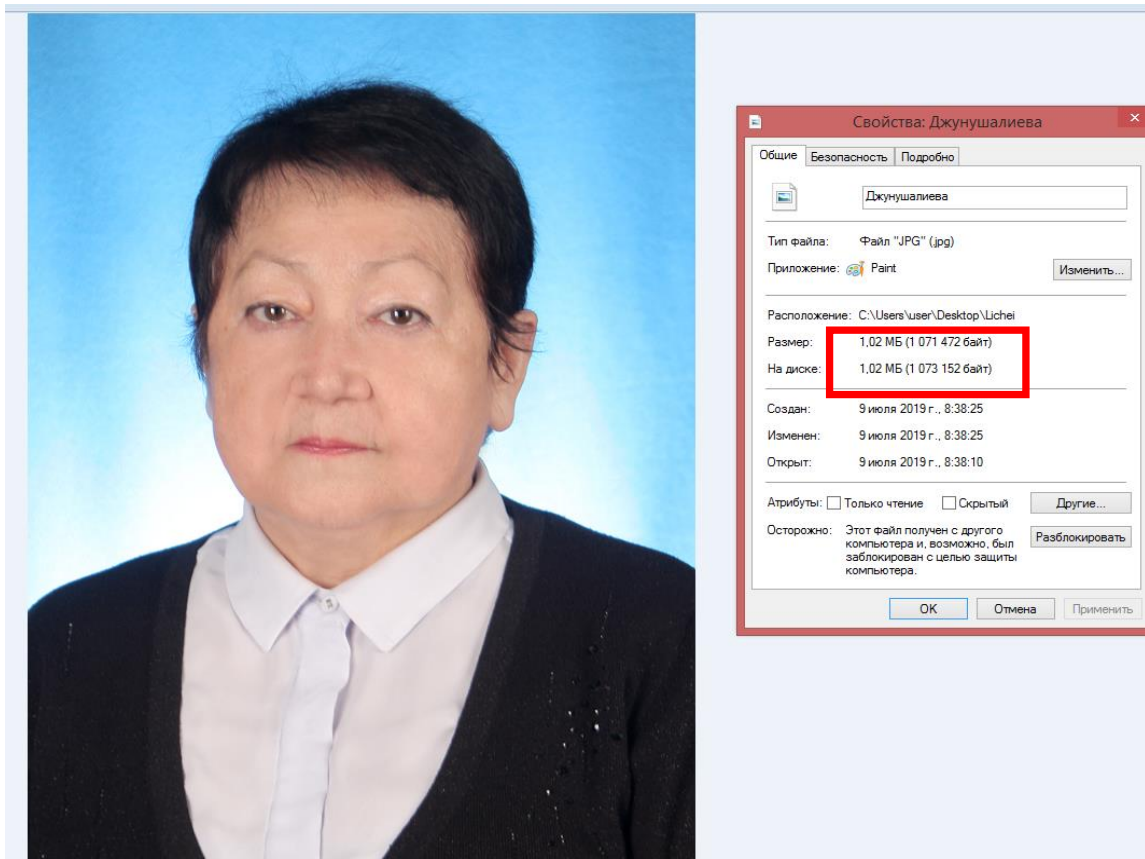 Свойства: Джунушалиева
Общие Безопасность Подробно
Джунушалиева
Тип файла: Файл "JPG" (.jpg)
Приложение: Paint Изменить...
Расположение: C:\Users\user\Desktop\Lichei
Размер: 1,02 МБ (1 071 472 байт)
На диске: 1,02 МБ (1 073 152 байт)
Создан: 9 июля 2019 г., 8:38:25
Изменен: 9 июля 2019 г., 8:38:25
Открыт: 9 июля 2019 г., 8:38:10
Атрибуты: Только чтение Скрытый Другие...
Осторожно: Этот файл получен с другого
компьютера и, возможно, был
заблокирован с целью защиты
компьютера.
Разблокировать
OK Отмена Применить